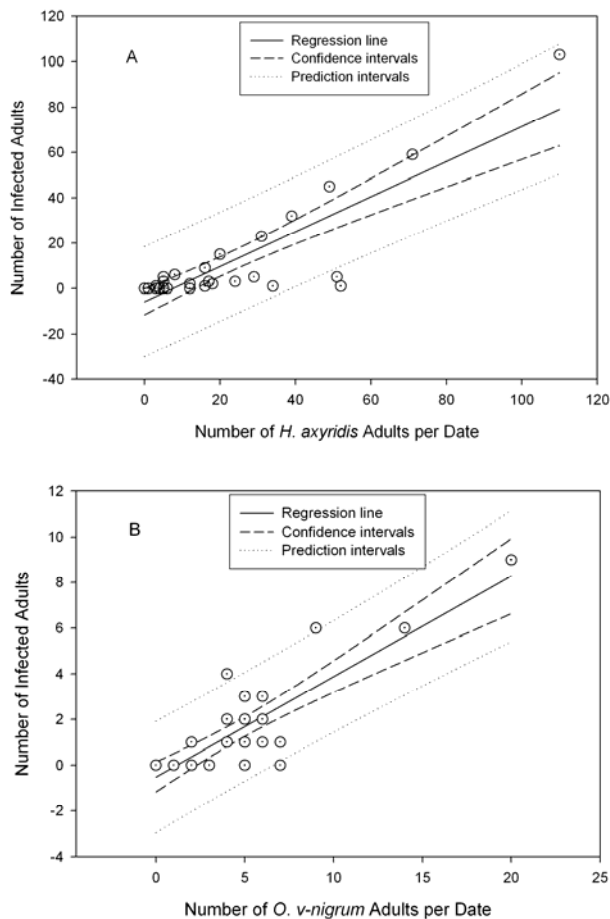 A
Regression line
Confidence intervals
Prediction intervals
Number of Infected Adults
120
100
80
60
40
20
0
-20
-40
0 20 40 60 80 100 120
Number of H. axyridis Adults per Date
B
Regression line
Confidence intervals
Prediction intervals
Number of Infected Adults
12
10
8
6
4
2
0
-2
-4
0 5 10 15 20 25
Number of O. v-nigrum Adults per Date